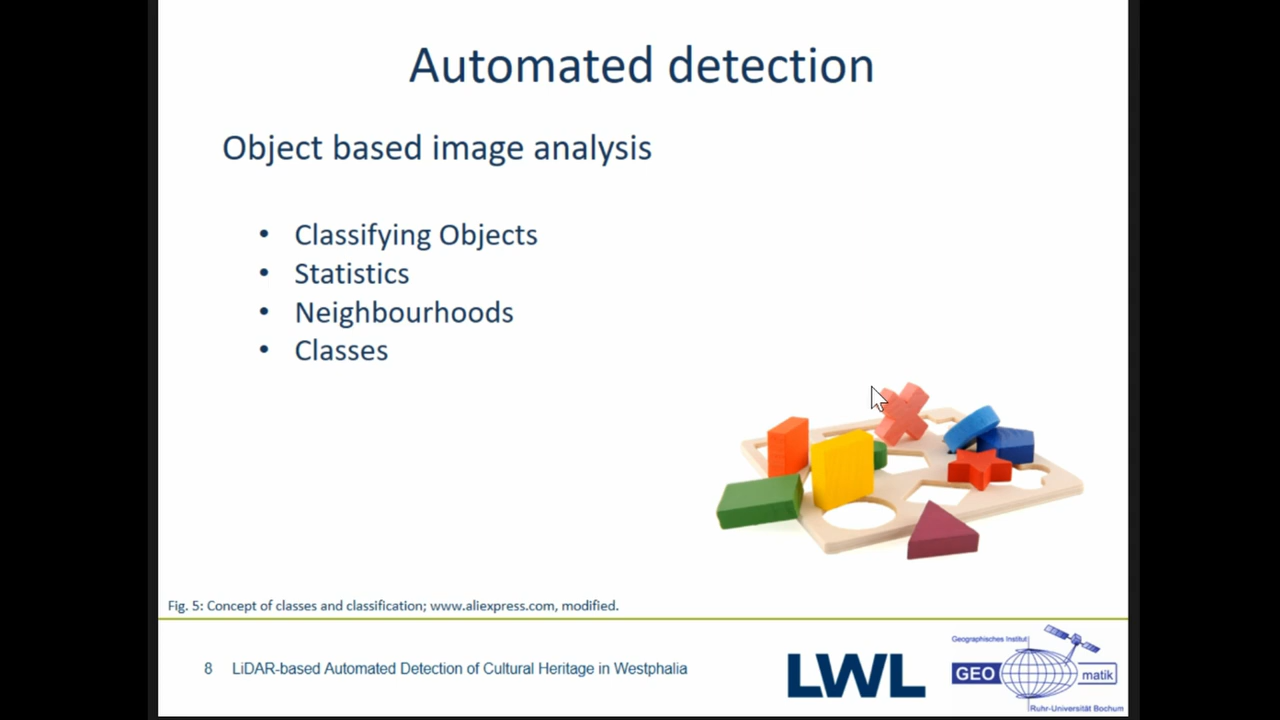 Automated detection
Object based image analysis
• Classifying Objects
• Statistics
• Neighbourhoods
• Classes
Fig. 5: Concept of classes and classification; www.aliexpress.com, modified.
8 LiDAR-based Automated Detection of Cultural Heritage in Westphalia
LWL
Geographisches Institut
GEO matik
Ruhr-Universität Bochum